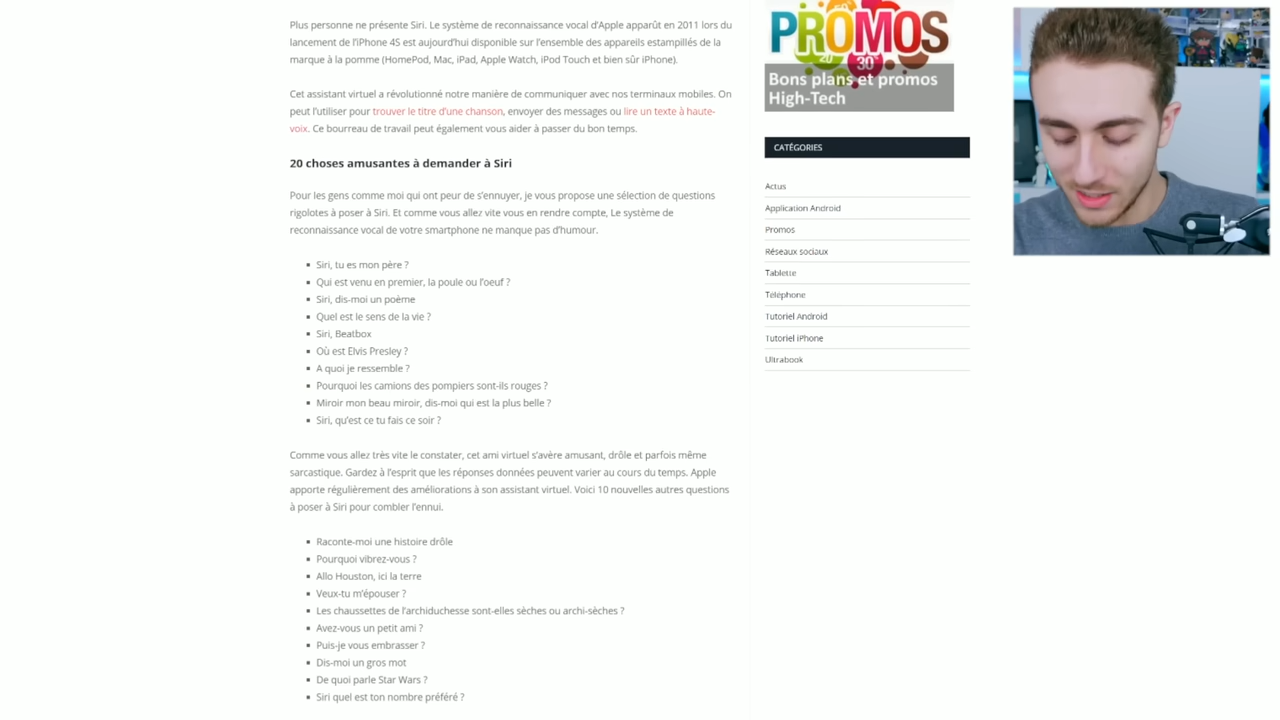 Plus personne ne présente Siri. Le système de reconnaissance vocal d'Apple apparût en 2011 lors du
lancement de l'iPhone 4S est aujourd'hui disponible sur l'ensemble des appareils estampillés de la
marque à la pomme (HomePod, Mac, iPad, Apple Watch, iPod Touch et bien sûr iPhone).
Cet assistant virtuel a révolutionné notre manière de communiquer avec nos terminaux mobiles. On
peut l'utiliser pour trouver le titre d'une chanson, envoyer des messages ou lire un texte à haute-
voix. Ce bourreau de travail peut également vous aider à passer du bon temps.
20 choses amusantes à demander à Siri
Pour les gens comme moi qui ont peur de s'ennuyer, je vous propose une sélection de questions
rigolotes à poser à Siri. Et comme vous allez vite vous en rendre compte, Le système de
reconnaissance vocal de votre smartphone ne manque pas d'humour.
Siri, tu es mon père ?
Qui est venu en premier, la poule ou l'oeuf ?
Siri, dis-moi un poème
Quel est le sens de la vie ?
Siri, Beatbox
Où est Elvis Presley ?
A quoi je ressemble ?
Pourquoi les camions des pompiers sont-ils rouges ?
Miroir mon beau miroir, dis-moi qui est la plus belle ?
Siri, qu'est ce tu fais ce soir ?
Comme vous allez très vite le constater, cet ami virtuel s'avère amusant, drôle et parfois même
sarcastique. Gardez à l'esprit que les réponses données peuvent varier au cours du temps. Apple
apporte régulièrement des améliorations à son assistant virtuel. Voici 10 nouvelles autres questions
à poser à Siri pour combler l'ennui.
Raconte-moi une histoire drôle
Pourquoi vibrez-vous ?
Allo Houston, ici la terre
Veux-tu m'épouser ?
Les chaussettes de l'archiduchesse sont-elles sèches ou archi-sèches ?
Avez-vous un petit ami ?
Puis-je vous embrasser ?
Dis-moi un gros mot
De quoi parle Star Wars ?
Siri quel est ton nombre préféré ?
PROMOS
20
30
Bons plans et promos
High-Tech
CATÉGORIES
Actus
Application Android
Promos
Réseaux sociaux
Tablette
Téléphone
Tutoriel Android
Tutoriel iPhone
Ultrabook